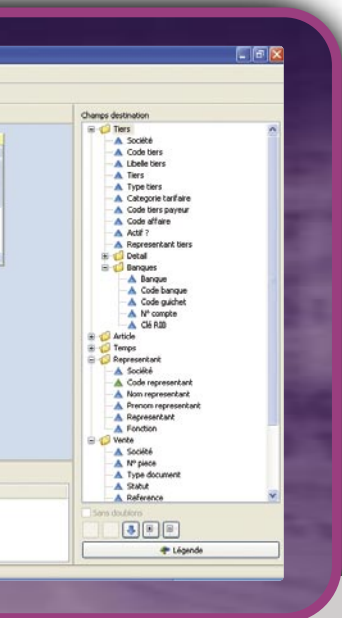 Champs destination
Tiers
Société
Code tiers
Libelle tiers
Tiers
Type tiers
Categorie tarifaire
Code tiers payeur
Code affaire
Actif ?
Representant tiers
Detail
Banques
Banque
Code banque
Code guichet
N° compte
Clé RIB
Article
Temps
Representant
Société
Code representant
Nom representant
Prenom representant
Representant
Fonction
Vente
Société
N° piece
Type document
Statut
Reference
Sans doublons
Légende